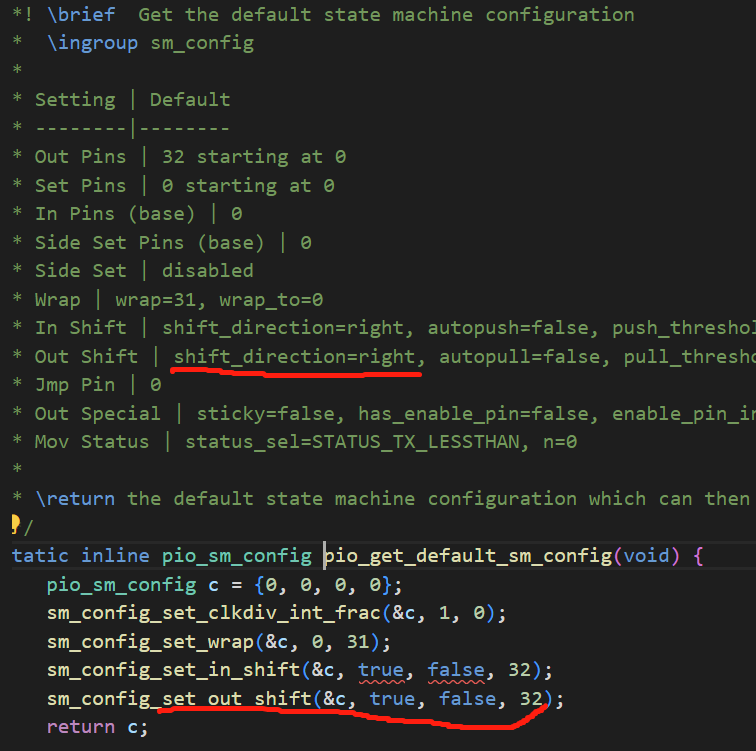 *! \brief  Get the default state machine configuration
*  \ingroup sm_config
*
* Setting | Default
* --------|--------
* Out Pins | 32 starting at 0
* Set Pins | 0 starting at 0
* In Pins (base) | 0
* Side Set Pins (base) | 0
* Side Set | disabled
* Wrap | wrap=31, wrap_to=0
* In Shift | shift_direction=right, autopush=false, push_threshol
* Out Shift | shift_direction=right, autopull=false, pull_thresho
* Jmp Pin | 0
* Out Special | sticky=false, has_enable_pin=false, enable_pin_in
* Mov Status | status_sel=STATUS_TX_LESSTHAN, n=0
*
* \return the default state machine configuration which can then
/
tatic inline pio_sm_config pio_get_default_sm_config(void) {
pio_sm_config c = {0, 0, 0, 0};
sm_config_set_clkdiv_int_frac(&c, 1, 0);
sm_config_set_wrap(&c, 0, 31);
sm_config_set_in_shift(&c, true, false, 32);
sm_config_set_out_shift(&c, true, false, 32);
return c;